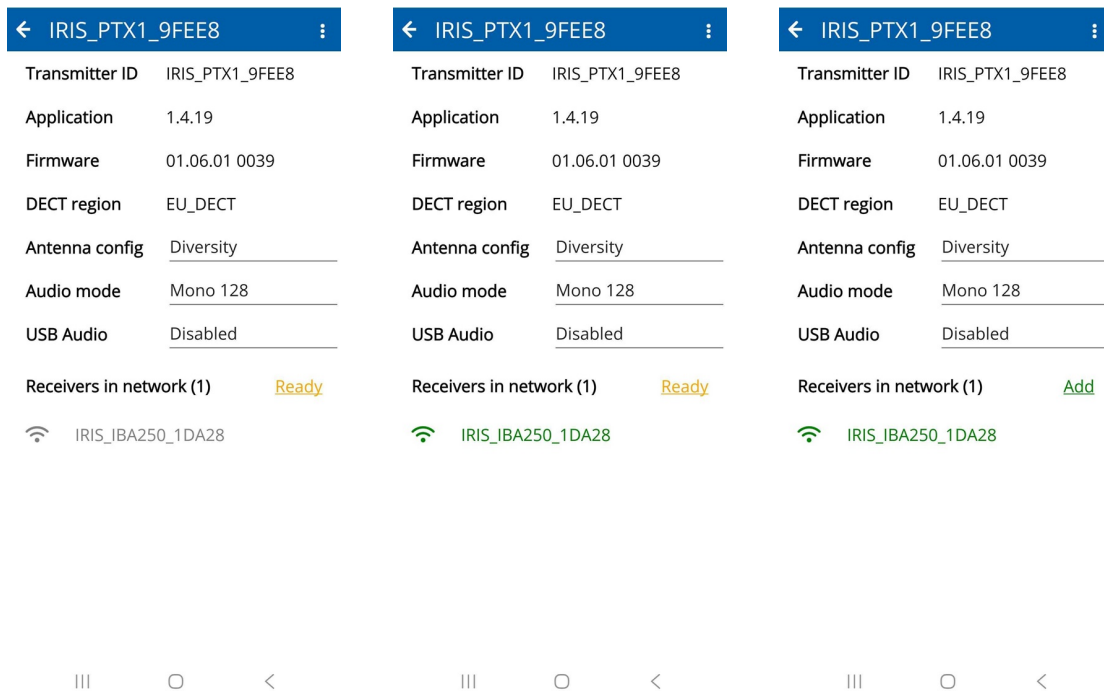 IRIS_PTX1_9FEE8
Transmitter ID IRIS_PTX1_9FEE8
Application 1.4.19
Firmware 01.06.01 0039
DECT region EU_DECT
Antenna config Diversity
Audio mode Mono 128
USB Audio Disabled
Receivers in network (1) Ready
IRIS_IBA250_1DA28
IRIS_PTX1_9FEE8
Transmitter ID IRIS_PTX1_9FEE8
Application 1.4.19
Firmware 01.06.01 0039
DECT region EU_DECT
Antenna config Diversity
Audio mode Mono 128
USB Audio Disabled
Receivers in network (1) Ready
IRIS_IBA250_1DA28
IRIS_PTX1_9FEE8
Transmitter ID IRIS_PTX1_9FEE8
Application 1.4.19
Firmware 01.06.01 0039
DECT region EU_DECT
Antenna config Diversity
Audio mode Mono 128
USB Audio Disabled
Receivers in network (1) Add
IRIS_IBA250_1DA28